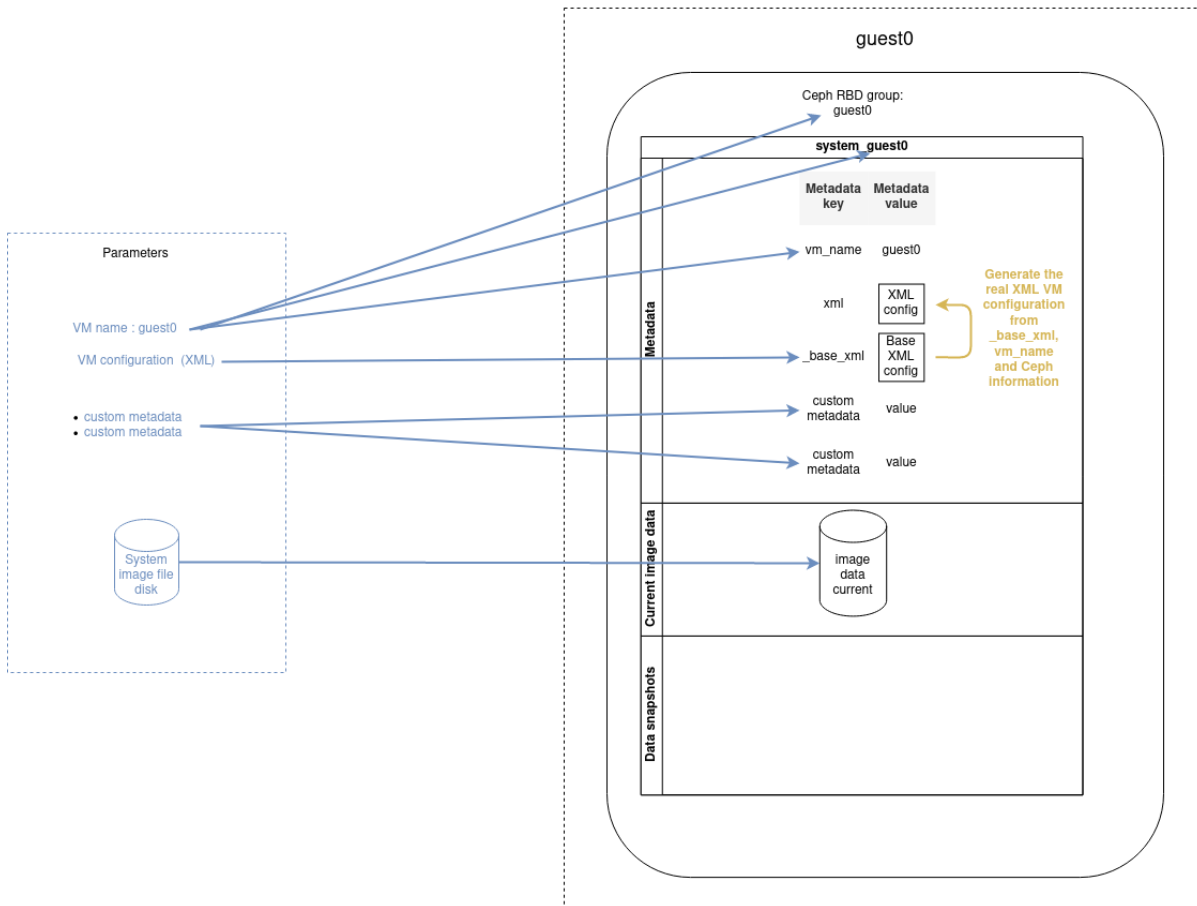 guest0
Ceph RBD group:
guest0
system_guest0
Metadata
key
Metadata
value
Parameters
vm_name
guest0
VM name : guest0
xml
XML
config
Generate the
real XML VM
configuration
from
_base_xml,
vm_name
and Ceph
information
Metadata
VM configuration  (XML)
_base_xml
Base
XML
config
custom metadata
custom metadata
custom
metadata
value
custom
metadata
value
System
image file
disk
Current image data
image
data
current
Data snapshots